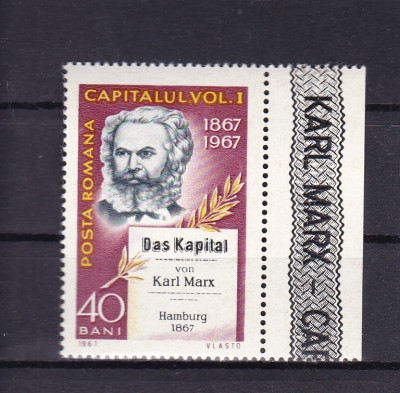 CAPITALUL VOL. I
1867
1967
POSTA ROMANA
Das Kapital
von
Karl Marx
Hamburg
1867
40
BANI
1967
VLASTO
KARL MARX – CAP